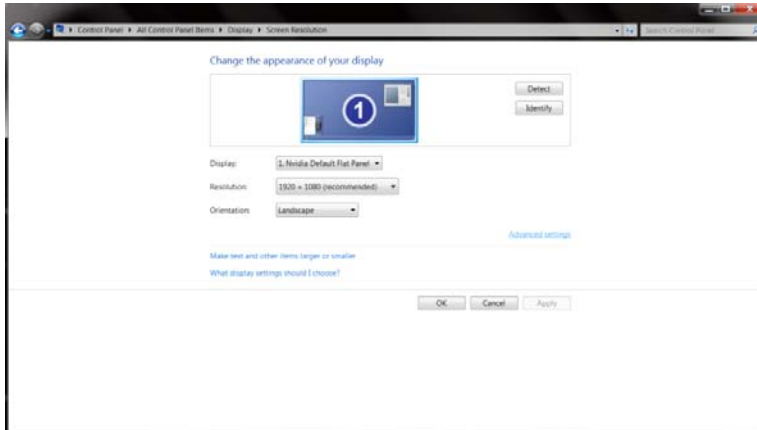 Control Panel ▸ All Control Panel Items ▸ Display ▸ Screen Resolution
Search Control Panel
Change the appearance of your display
1
Detect
Identify
Display:
1. Nvidia Default Flat Panel
Resolution:
1920 × 1080 (recommended)
Orientation:
Landscape
Advanced settings
Make text and other items larger or smaller
What display settings should I choose?
OK Cancel Apply